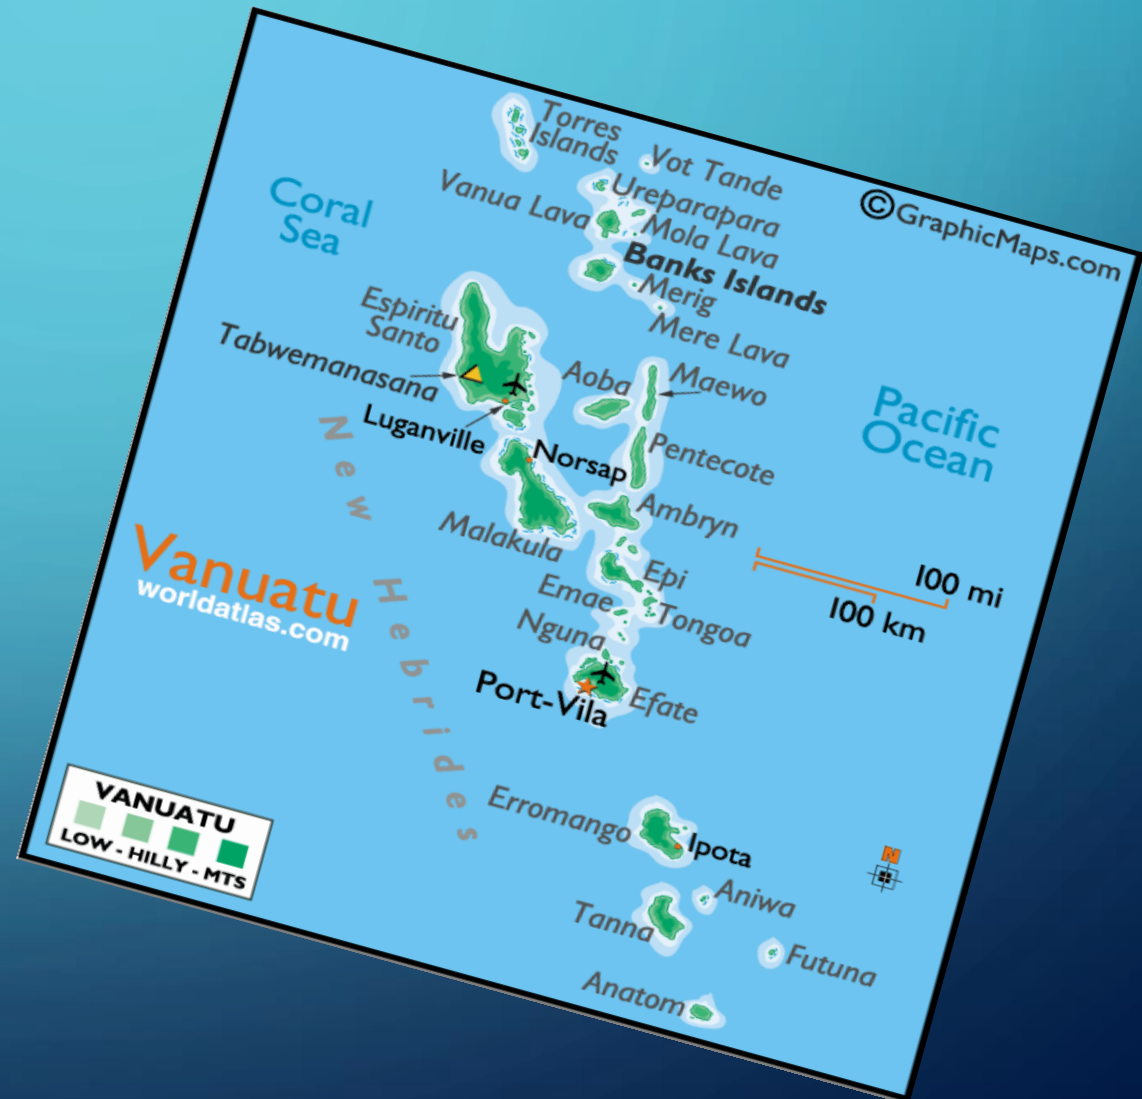 Torres
Islands
Vot Tande
Ureparapara
Vanua Lava
Mola Lava
© GraphicMaps.com
Coral
Sea
Banks Islands
Merig
Mere Lava
Espiritu
Santo
Tabwemanasana
Aoba
Maewo
Pacific
Ocean
Luganville
Norsap
Pentecote
New Hebrides
Malakula
Ambryn
Epi
100 mi
100 km
Vanuatu
worldatlas.com
Emae
Tongoa
Nguna
Port-Vila
Efate
VANUATU
LOW - HILLY - MTS
Erromango
Ipota
N
Aniwa
Tanna
Futuna
Anatom